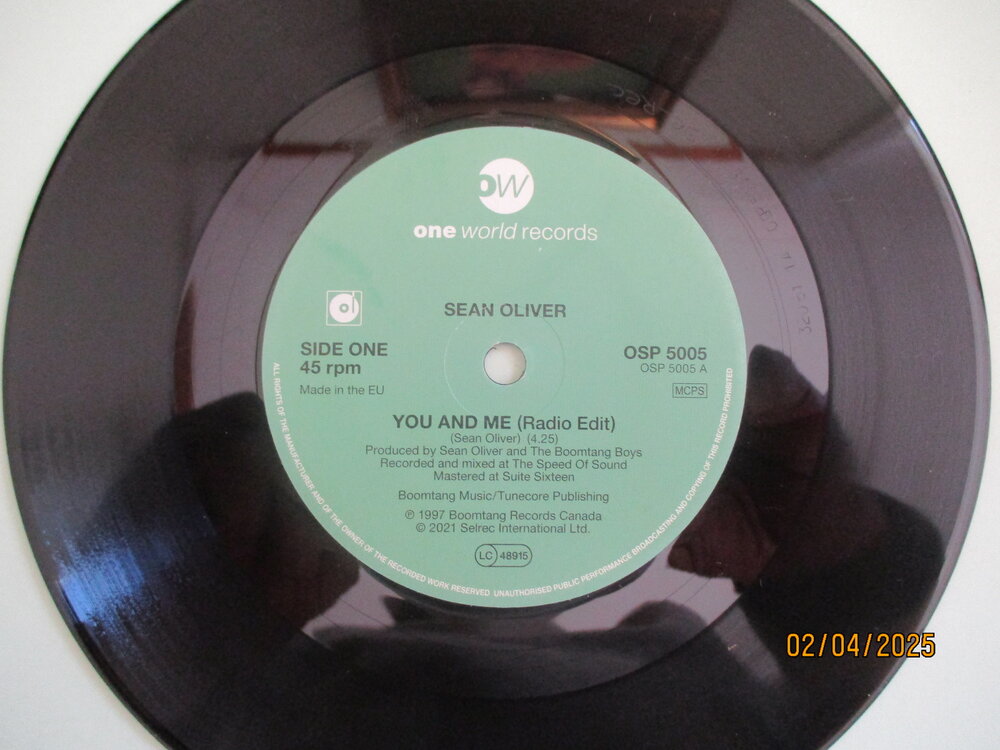 OW
one world records
SEAN OLIVER
SIDE ONE
45 rpm
Made in the EU
OSP 5005
OSP 5005 A
MCPS
YOU AND ME (Radio Edit)
(Sean Oliver) (4.25)
Produced by Sean Oliver and The Boomtang Boys
Recorded and mixed at The Speed Of Sound
Mastered at Suite Sixteen
Boomtang Music/Tunecore Publishing
℗ 1997 Boomtang Records Canada
© 2021 Selrec International Ltd.
LC 48915
ALL RIGHTS OF THE MANUFACTURER AND OF THE OWNER OF THE RECORDED WORK RESERVED UNAUTHORISED PUBLIC PERFORMANCE BROADCASTING AND COPYING OF THIS RECORD PROHIBITED
02/04/2025